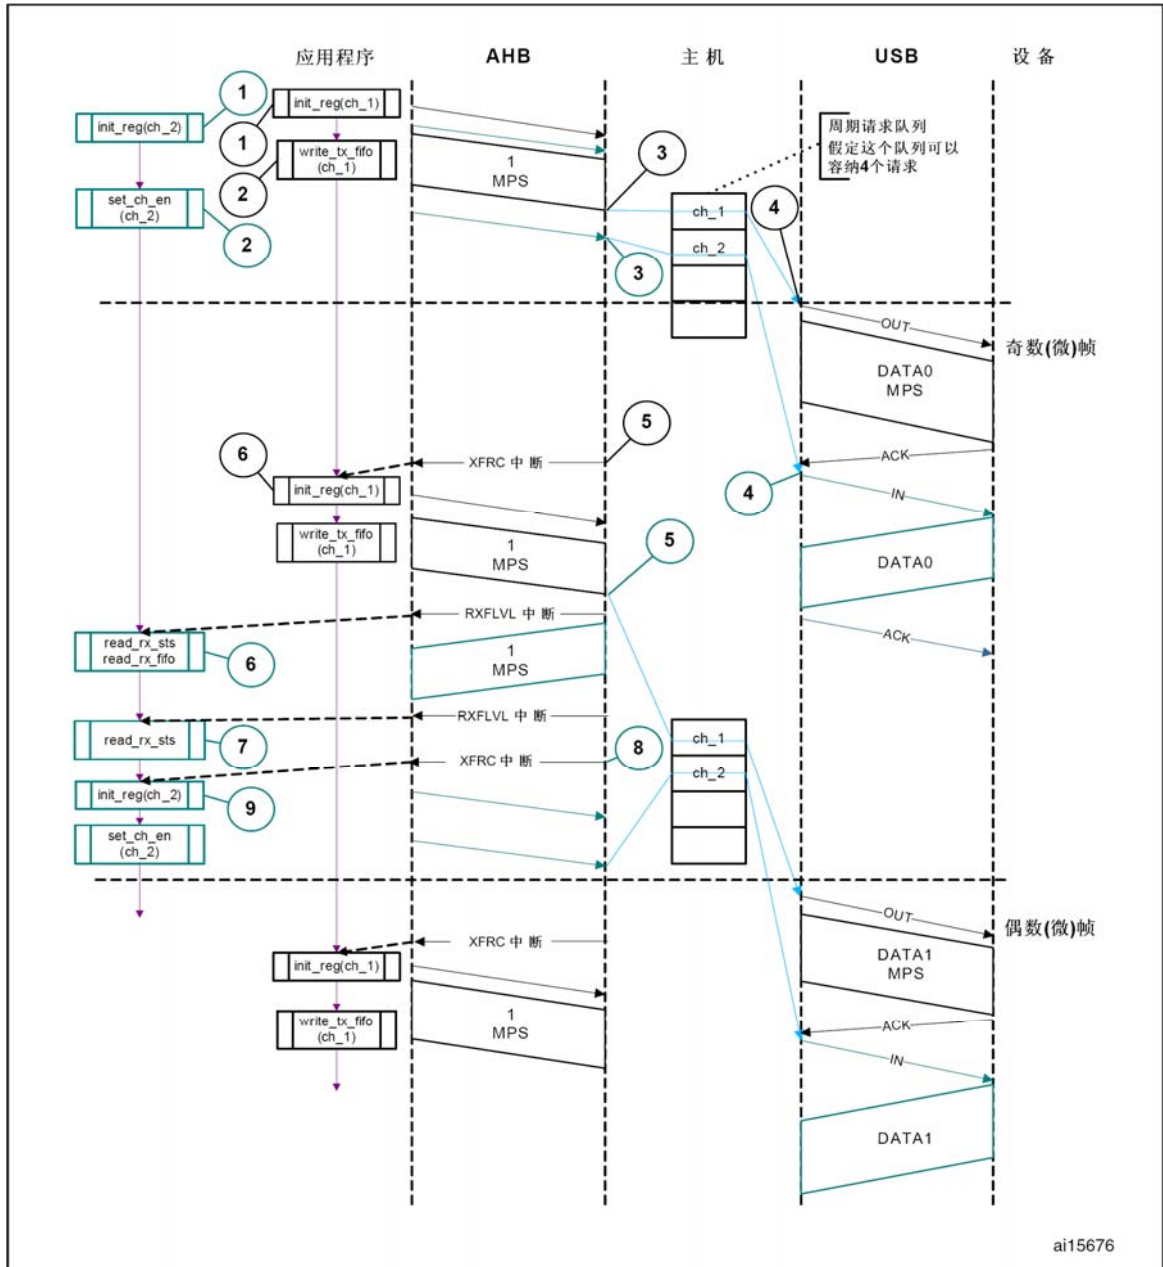 应用程序
AHB
主 机
USB
设 备
1
init_reg(ch_2)
init_reg(ch_1)
1
write_tx_fifo
(ch_1)
2
set_ch_en
(ch_2)
2
1
MPS
3
3
周期请求队列
假定这个队列可以
容纳4个请求
4
ch_1
ch_2
OUT
奇数(微)帧
DATA0
MPS
ACK
5
XFRC 中 断
6
init_reg(ch_1)
4
IN
write_tx_fifo
(ch_1)
1
MPS
5
DATA0
RXFLVL 中 断
read_rx_sts
read_rx_fifo
6
1
MPS
ACK
RXFLVL 中 断
read_rx_sts
7
XFRC 中 断
8
ch_1
ch_2
init_reg(ch_2)
9
set_ch_en
(ch_2)
OUT
偶数(微)帧
XFRC 中 断
init_reg(ch_1)
DATA1
MPS
write_tx_fifo
(ch_1)
1
MPS
ACK
IN
DATA1
ai15676